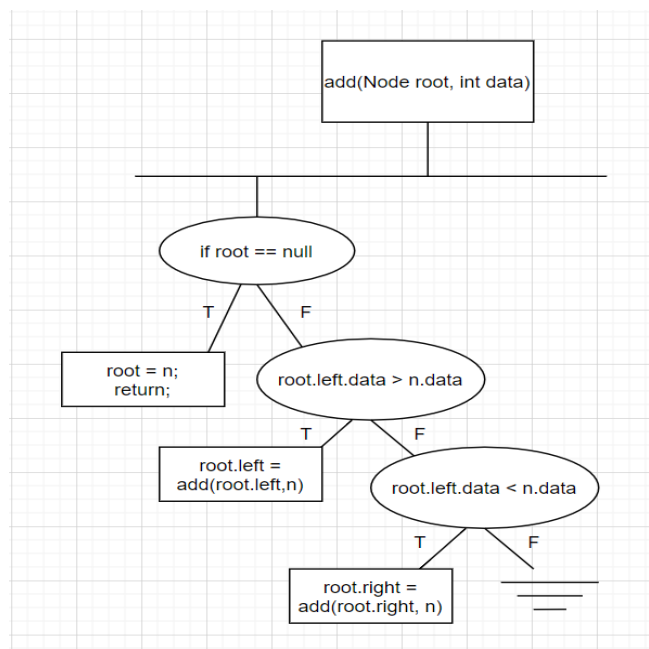 add(Node root, int data)
if root == null
T
F
root = n;
return;
root.left.data > n.data
T
F
root.left =
add(root.left,n)
root.left.data < n.data
T
F
root.right =
add(root.right, n)